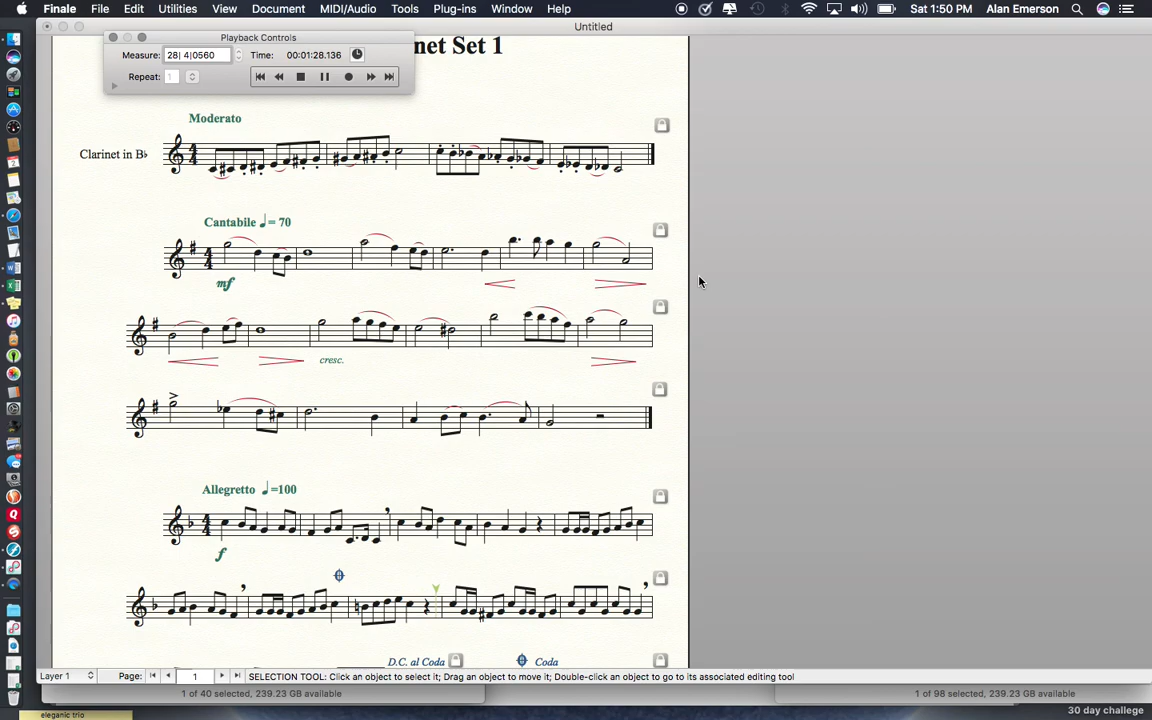 Finale File Edit Utilities View Document MIDI/Audio Tools Plug-ins Window Help Sat 1:50 PM Alan Emerson
Untitled
Playback Controls
Measure: 28| 4|0560 Time: 00:01:28.136
Repeat: 1
net Set 1
Moderato
Clarinet in B♭
Cantabile ♩= 70
mf
cresc.
Allegretto ♩=100
f
D.C. al Coda Coda
Layer 1 Page: 1 SELECTION TOOL: Click an object to select it; Drag an object to move it; Double-click an object to go to its associated editing tool
1 of 40 selected, 239.23 GB available 1 of 98 selected, 239.23 GB available
30 day challege
eleganic trio